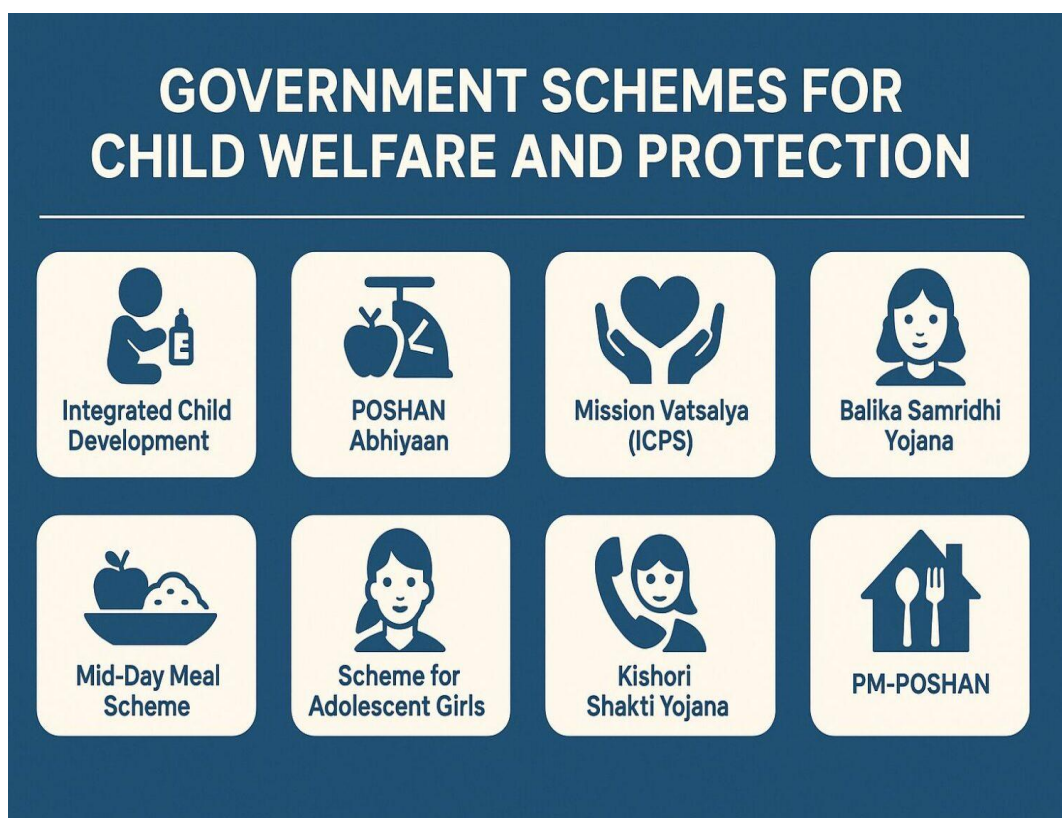 GOVERNMENT SCHEMES FOR
CHILD WELFARE AND PROTECTION
Integrated Child
Development
POSHAN
Abhiyaan
Mission Vatsalya
(ICPS)
Balika Samridhi
Yojana
Mid-Day Meal
Scheme
Scheme for
Adolescent Girls
Kishori
Shakti Yojana
PM-POSHAN